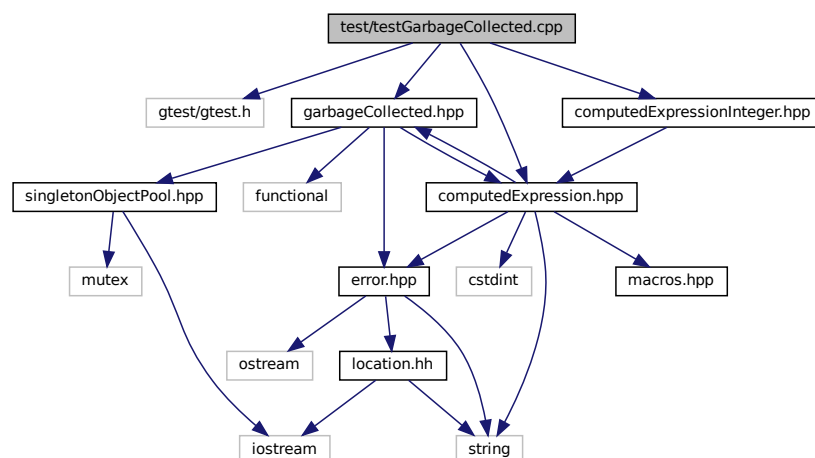 test/testGarbageCollected.cpp
gtest/gtest.h
garbageCollected.hpp
computedExpressionInteger.hpp
singletonObjectPool.hpp
functional
computedExpression.hpp
mutex
error.hpp
cstdint
macros.hpp
ostream
location.hh
iostream
string